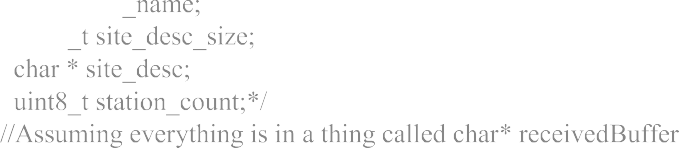 _name;
_t site_desc_size;
char * site_desc;
uint8_t station_count;*/
//Assuming everything is in a thing called char* receivedBuffer